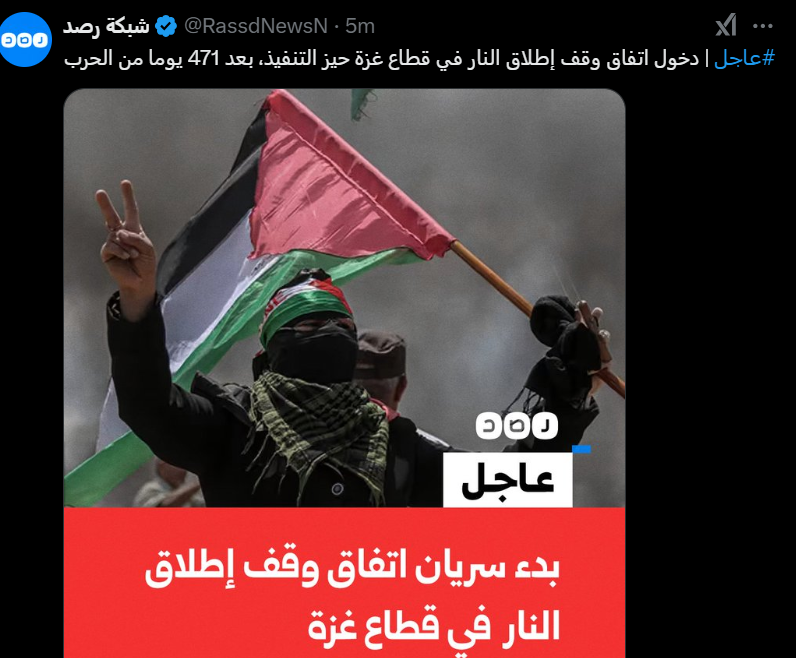 شبكة رصد @RassdNewsN · 5m
#عاجل | دخول اتفاق وقف إطلاق النار في قطاع غزة حيز التنفيذ، بعد 471 يوما من الحرب
رصد
عاجل
بدء سريان اتفاق وقف إطلاق
النار في قطاع غزة